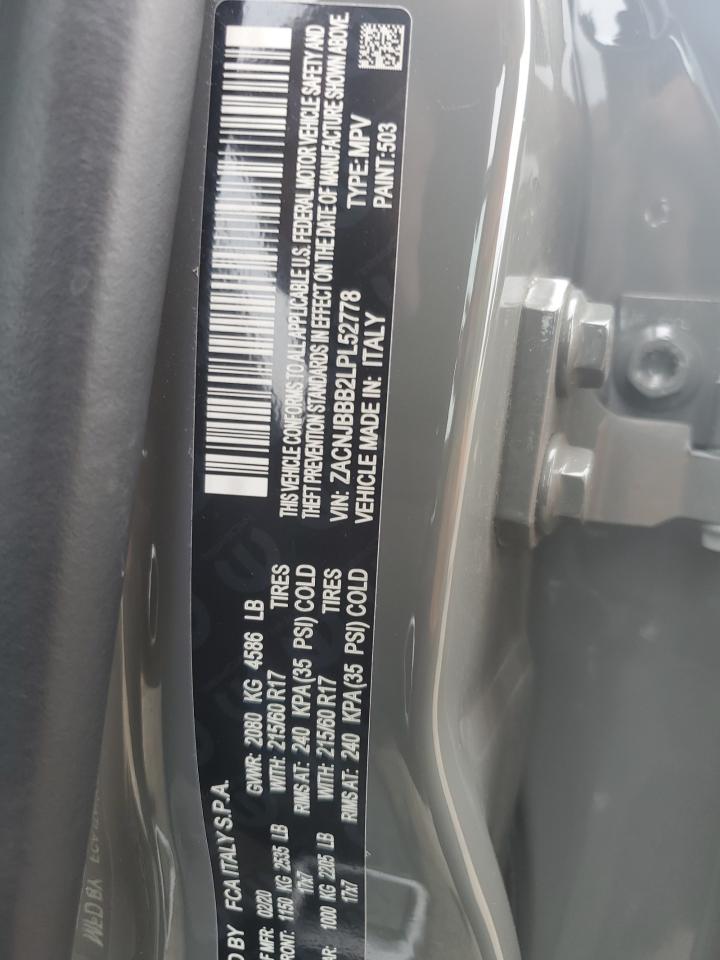 D BY FCA ITALY S.P.A.
F MFR: 02/20 GVWR: 2080 KG 4586 LB
RONT: 1150 KG 2535 LB WITH: 215/60 R17 TIRES
17x7 RIMS AT: 240 KPA(35 PSI) COLD
AR: 1000 KG 2205 LB WITH: 215/60 R17 TIRES
17x7 RIMS AT: 240 KPA(35 PSI) COLD
THIS VEHICLE CONFORMS TO ALL APPLICABLE U.S. FEDERAL MOTOR VEHICLE SAFETY AND
THEFT PREVENTION STANDARDS IN EFFECT ON THE DATE OF MANUFACTURE SHOWN ABOVE.
VIN: ZACNJBBB2LPL52778 TYPE: MPV
VEHICLE MADE IN: ITALY PAINT: 503